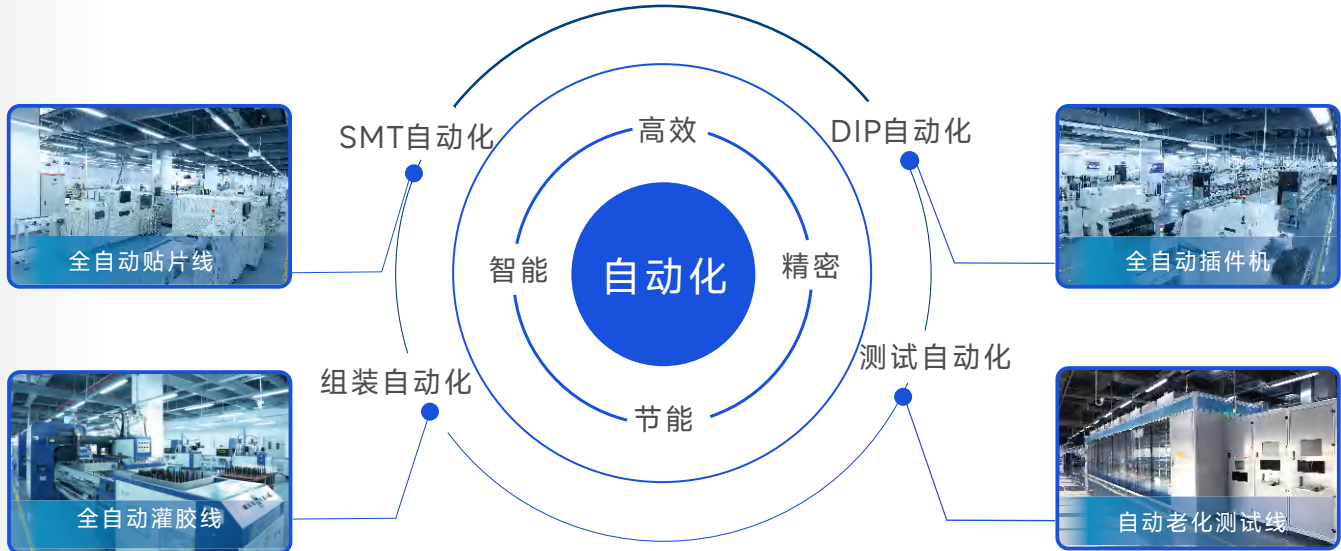 高效
SMT自动化
DIP自动化
全自动贴片线
智能
自动化
精密
全自动插件机
组装自动化
测试自动化
节能
全自动灌胶线
自动老化测试线